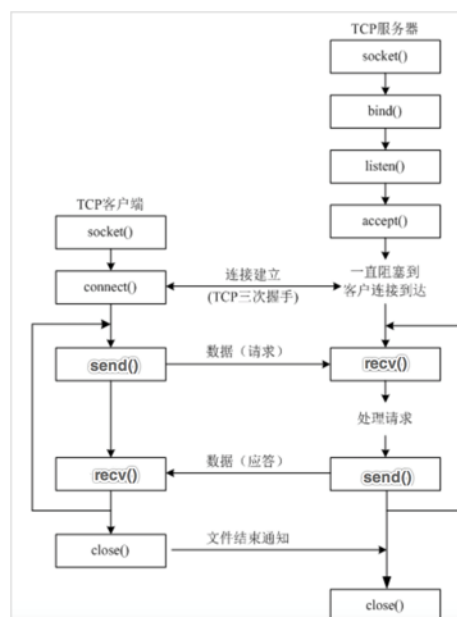 TCP服务器
socket()
bind()
listen()
TCP客户端
accept()
socket()
连接建立
(TCP三次握手)
一直阻塞到
客户连接到达
connect()
send()
数据（请求）
recv()
处理请求
recv()
数据（应答）
send()
close()
文件结束通知
close()